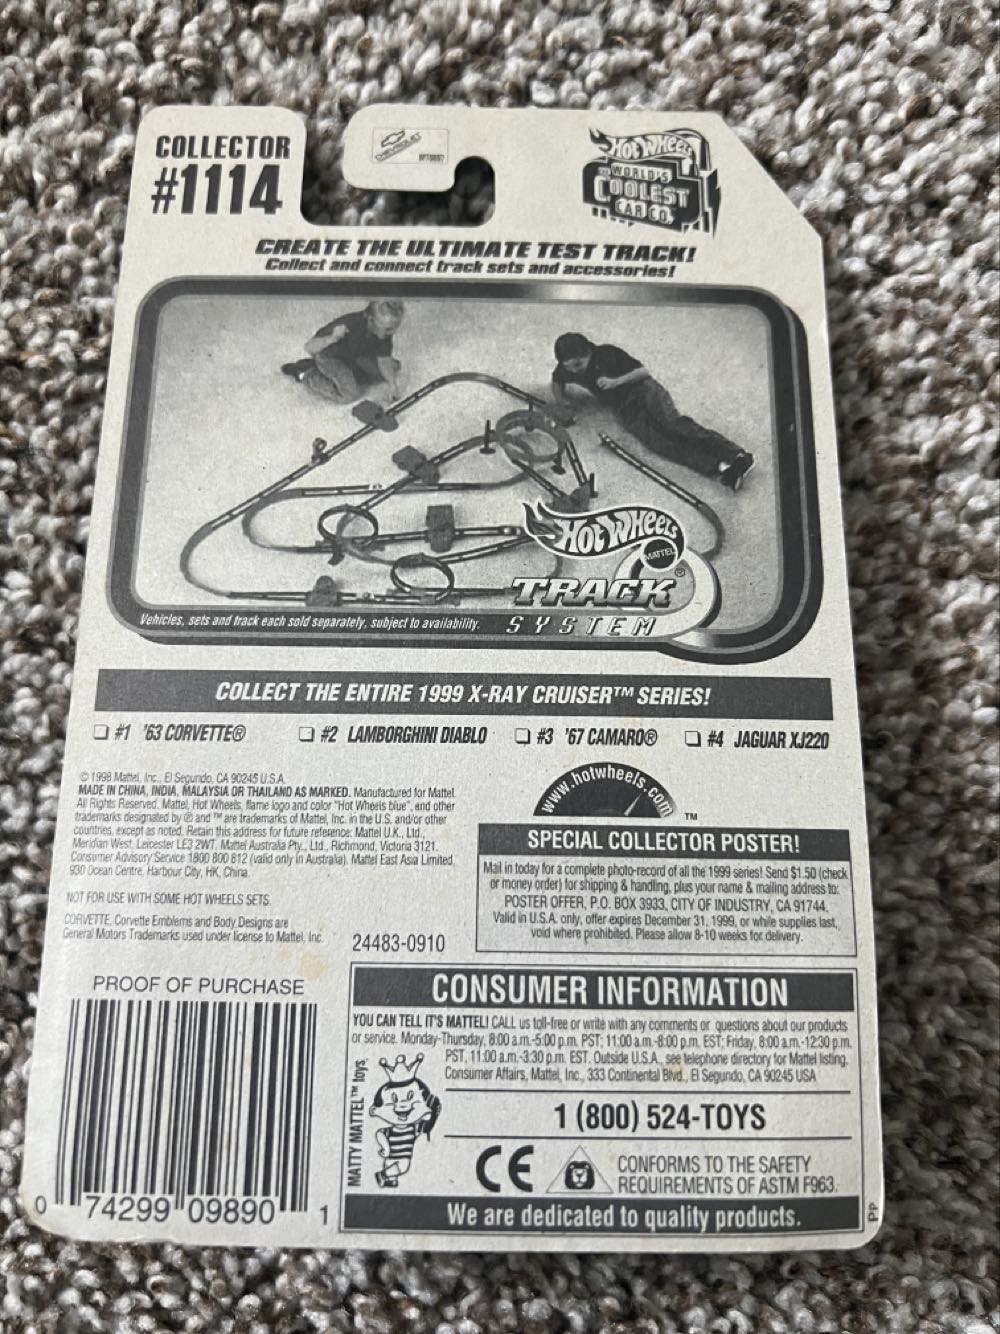 COLLECTOR
#1114
CHEVROLET
HOT WHEELS
THE WORLD'S
COOLEST
CAR CO.
CREATE THE ULTIMATE TEST TRACK!
Collect and connect track sets and accessories!
HOT WHEELS
MATTEL
TRACK®
SYSTEM
Vehicles, sets and track each sold separately, subject to availability.
COLLECT THE ENTIRE 1999 X-RAY CRUISER™ SERIES!
#1 '63 CORVETTE® #2 LAMBORGHINI DIABLO #3 '67 CAMARO® #4 JAGUAR XJ220
© 1998 Mattel, Inc., El Segundo, CA 90245 U.S.A.
MADE IN CHINA, INDIA, MALAYSIA OR THAILAND AS MARKED. Manufactured for Mattel.
All Rights Reserved. Mattel, Hot Wheels, flame logo and color "Hot Wheels blue", and other
trademarks designated by ® and ™ are trademarks of Mattel, Inc. in the U.S. and/or other
countries, except as noted. Retain this address for future reference: Mattel U.K., Ltd.,
Meridian West, Leicester LE3 2WT. Mattel Australia Pty., Ltd., Richmond, Victoria 3121.
Consumer Advisory Service 1800 800 812 (valid only in Australia). Mattel East Asia Limited,
930 Ocean Centre, Harbour City, HK, China.
NOT FOR USE WITH SOME HOT WHEELS SETS.
CORVETTE, Corvette Emblems and Body Designs are
General Motors Trademarks used under license to Mattel, Inc.
24483-0910
www.hotwheels.com
TM
SPECIAL COLLECTOR POSTER!
Mail in today for a complete photo-record of all the 1999 series! Send $1.50 (check
or money order) for shipping & handling, plus your name & mailing address to:
POSTER OFFER, P.O. BOX 3933, CITY OF INDUSTRY, CA 91744.
Valid in U.S.A. only, offer expires December 31, 1999, or while supplies last,
void where prohibited. Please allow 8-10 weeks for delivery.
PROOF OF PURCHASE
0 74299 09890 1
CONSUMER INFORMATION
YOU CAN TELL IT'S MATTEL! CALL us toll-free or write with any comments or questions about our products
or service. Monday-Thursday, 8:00 a.m.-5:00 p.m. PST; 11:00 a.m.-8:00 p.m. EST; Friday, 8:00 a.m.-12:30 p.m.
PST, 11:00 a.m.-3:30 p.m. EST. Outside U.S.A., see telephone directory for Mattel listing.
Consumer Affairs, Mattel, Inc., 333 Continental Blvd., El Segundo, CA 90245 USA
MATTY MATTEL™ toys
1 (800) 524-TOYS
CE
CONFORMS TO THE SAFETY
REQUIREMENTS OF ASTM F963.
We are dedicated to quality products.
PP